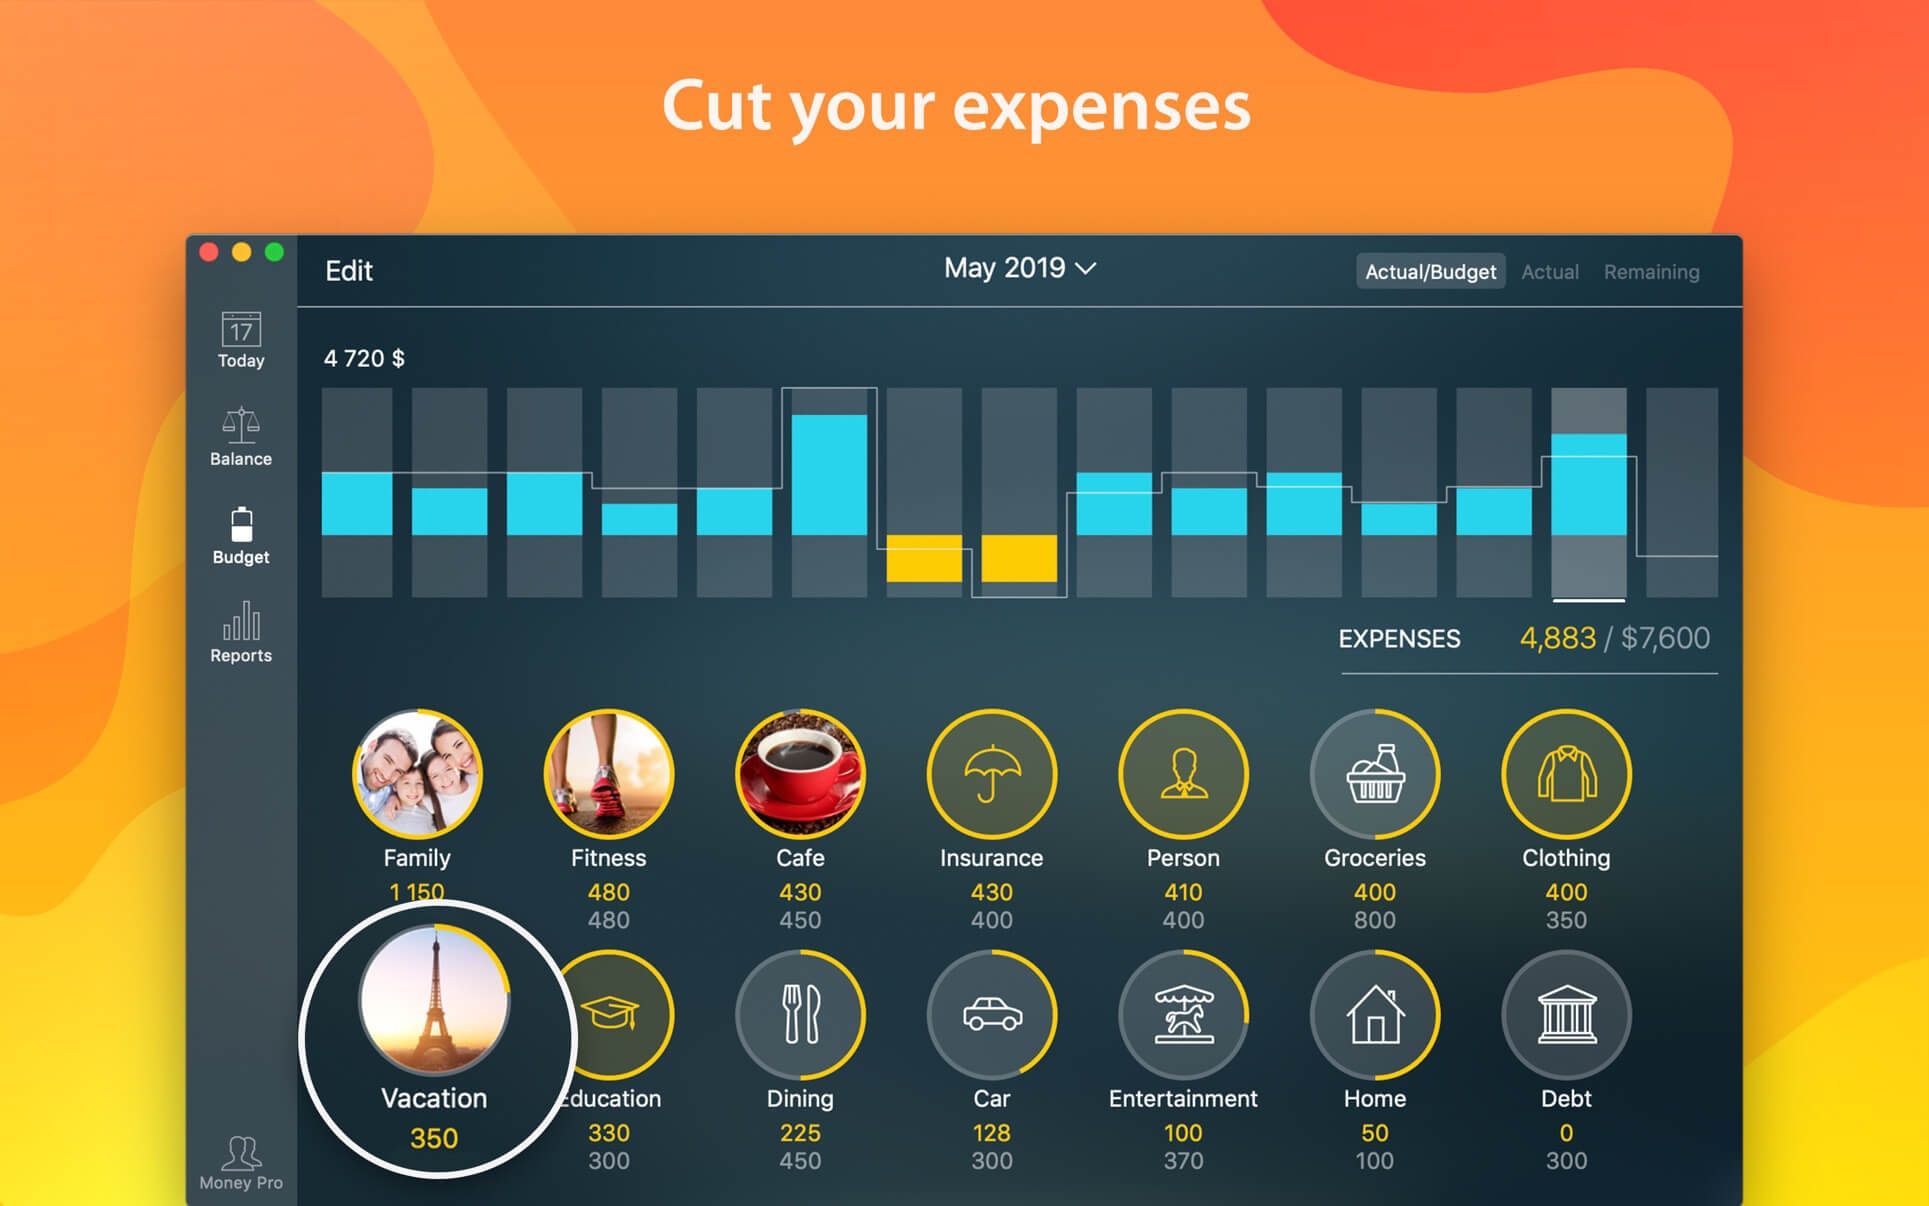 Cut your expenses
Edit
May 2019
Actual/Budget Actual Remaining
17
Today
Balance
Budget
Reports
Money Pro
4 720 $
EXPENSES 4,883 / $7,600
Family Fitness Cafe Insurance Person Groceries Clothing
1 150 480 430 430 410 400 400
480 450 400 400 800 350
Vacation Education Dining Car Entertainment Home Debt
350 330 225 128 100 50 0
300 450 300 370 100 300